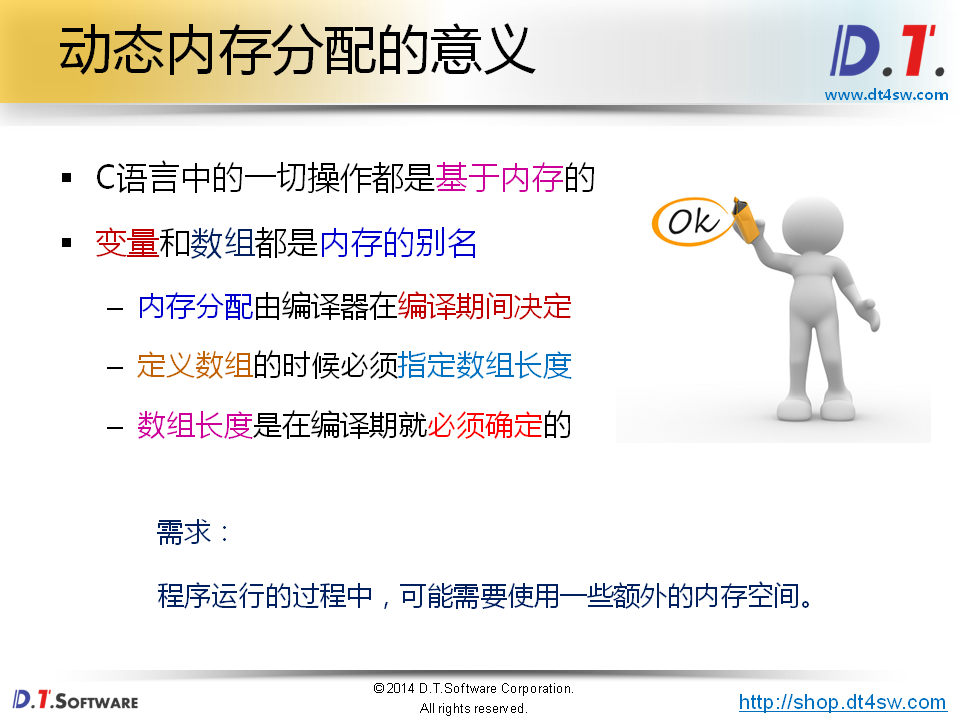 动态内存分配的意义
D.T.
www.dt4sw.com
▪ C语言中的一切操作都是基于内存的
▪ 变量和数组都是内存的别名
– 内存分配由编译器在编译期间决定
– 定义数组的时候必须指定数组长度
– 数组长度是在编译期就必须确定的
Ok
需求：
程序运行的过程中，可能需要使用一些额外的内存空间。
D.T.SOFTWARE
©2014 D.T.Software Corporation.
All rights reserved.
http://shop.dt4sw.com